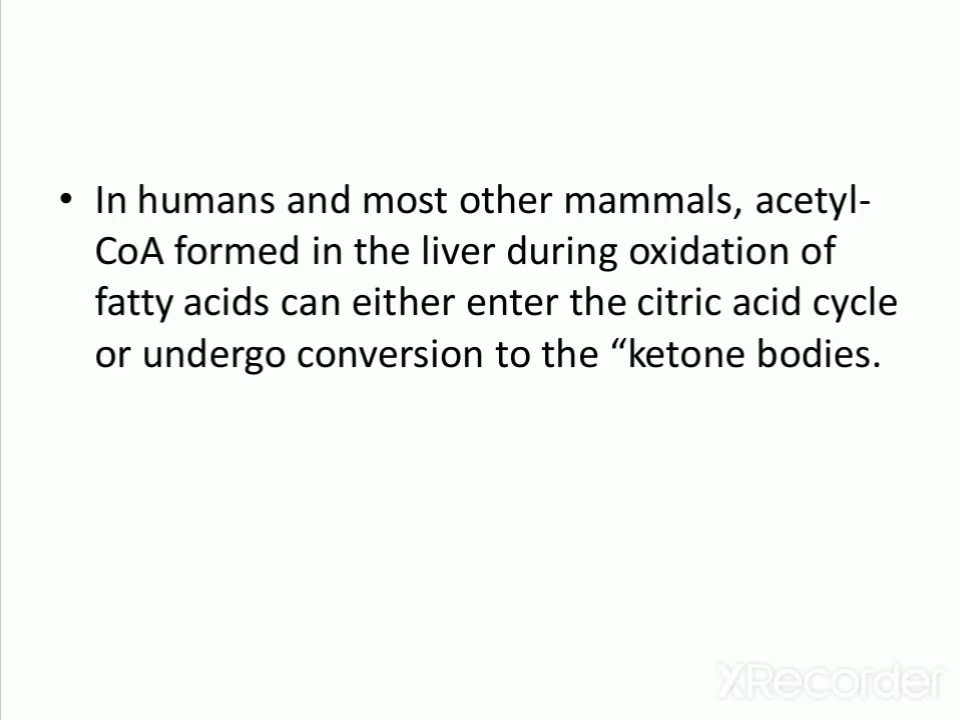 • In humans and most other mammals, acetyl-
CoA formed in the liver during oxidation of
fatty acids can either enter the citric acid cycle
or undergo conversion to the “ketone bodies.
XRecorder